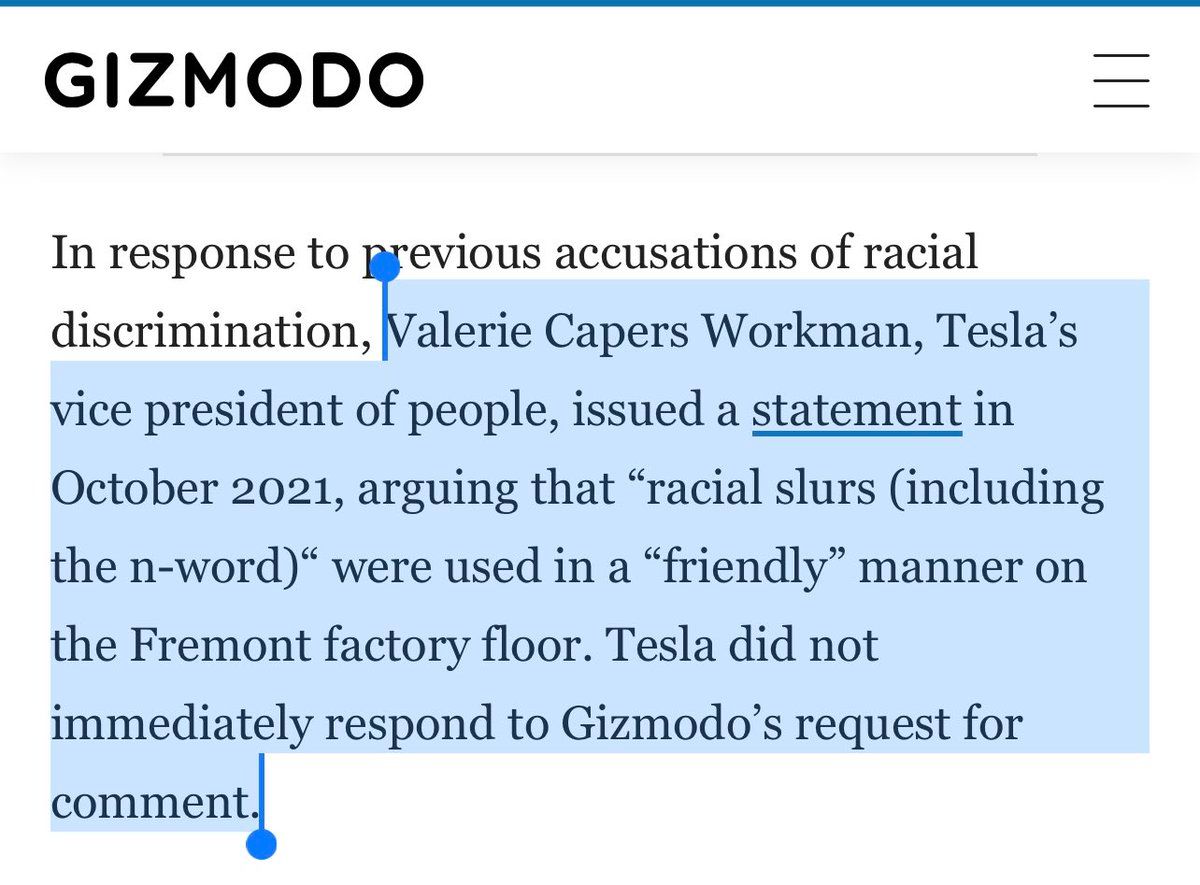 GIZMODO
In response to previous accusations of racial
discrimination, Valerie Capers Workman, Tesla’s
vice president of people, issued a statement in
October 2021, arguing that “racial slurs (including
the n-word)“ were used in a “friendly” manner on
the Fremont factory floor. Tesla did not
immediately respond to Gizmodo’s request for
comment.